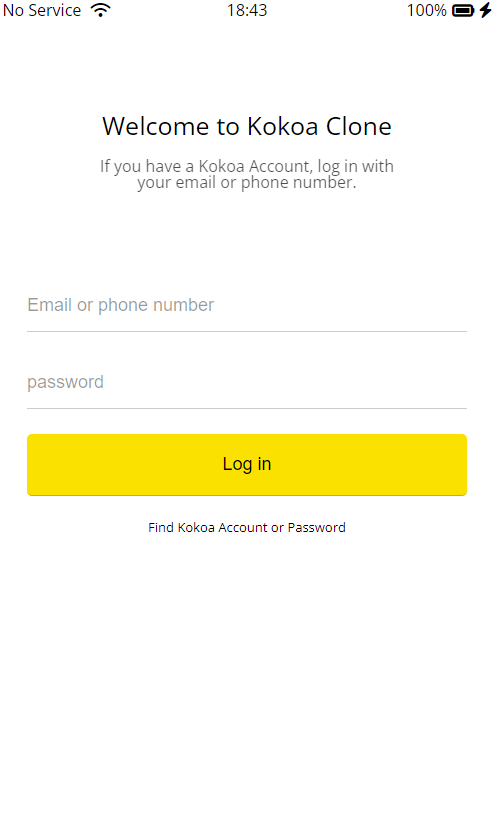 No Service 18:43 100%
Welcome to Kokoa Clone
If you have a Kokoa Account, log in with
your email or phone number.
Email or phone number
password
Log in
Find Kokoa Account or Password